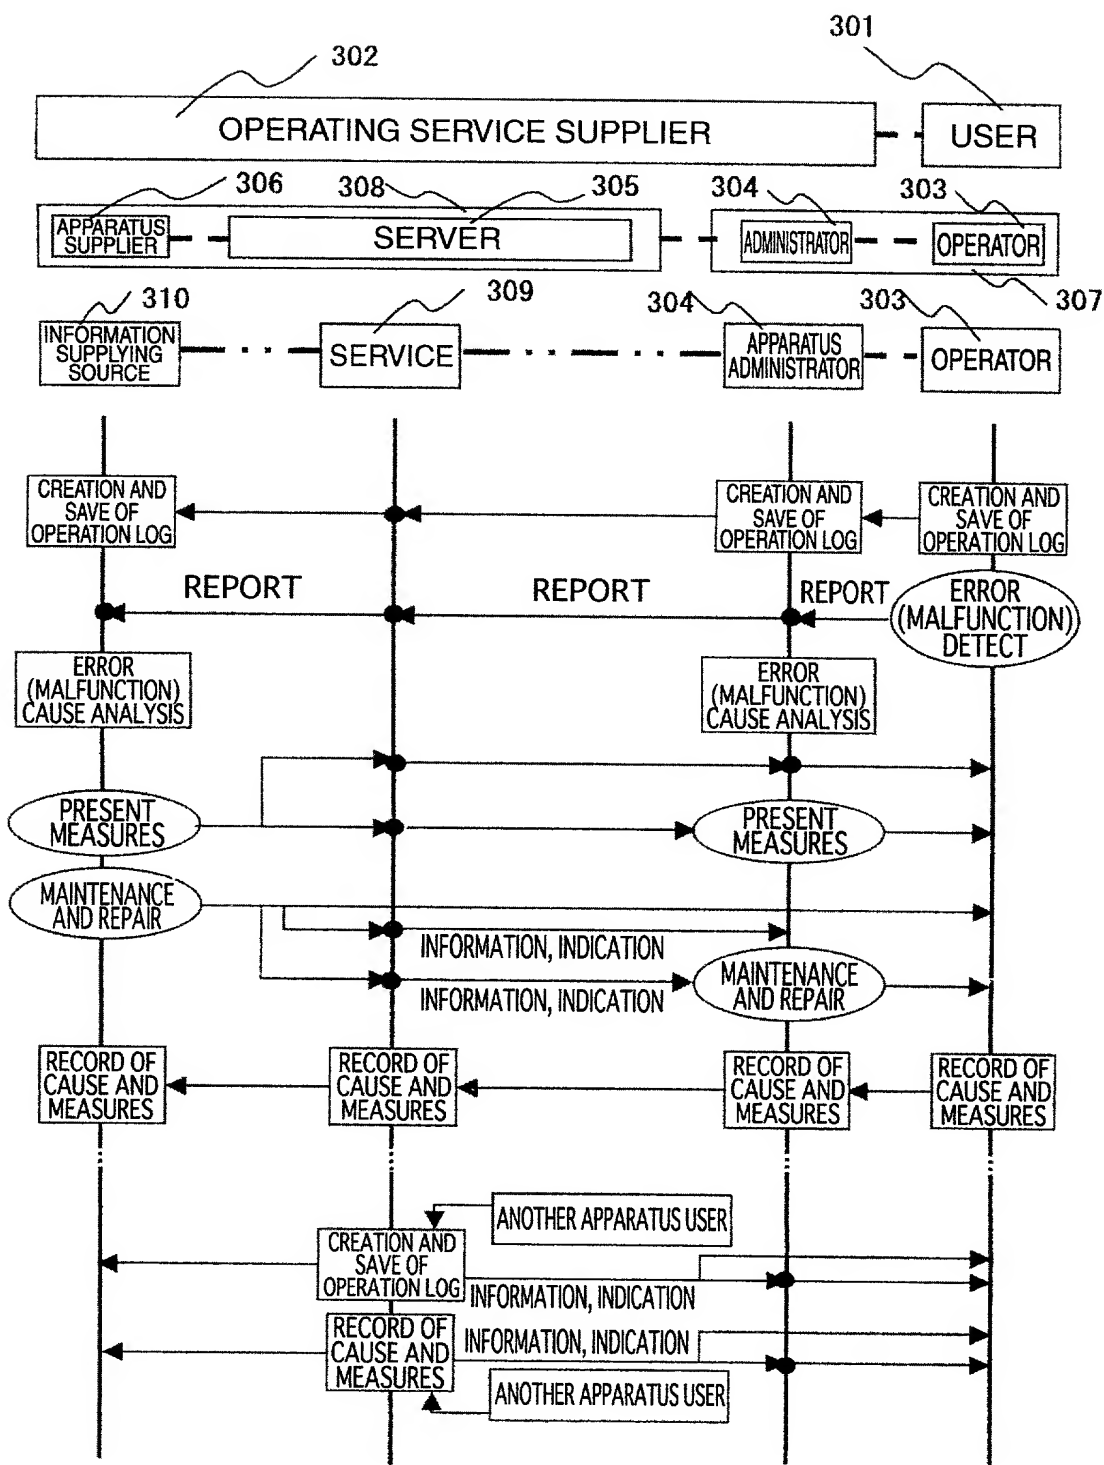 301
302
OPERATING SERVICE SUPPLIER
USER
306
308
305
304
303
APPARATUS
SUPPLIER
SERVER
ADMINISTRATOR
OPERATOR
310
309
304
303
307
INFORMATION
SUPPLYING
SOURCE
SERVICE
APPARATUS
ADMINISTRATOR
OPERATOR
CREATION AND
SAVE OF
OPERATION LOG
CREATION AND
SAVE OF
OPERATION LOG
CREATION AND
SAVE OF
OPERATION LOG
REPORT
REPORT
REPORT
ERROR
(MALFUNCTION)
DETECT
ERROR
(MALFUNCTION)
CAUSE ANALYSIS
ERROR
(MALFUNCTION)
CAUSE ANALYSIS
PRESENT
MEASURES
PRESENT
MEASURES
MAINTENANCE
AND REPAIR
INFORMATION, INDICATION
INFORMATION, INDICATION
MAINTENANCE
AND REPAIR
RECORD OF
CAUSE AND
MEASURES
RECORD OF
CAUSE AND
MEASURES
RECORD OF
CAUSE AND
MEASURES
RECORD OF
CAUSE AND
MEASURES
ANOTHER APPARATUS USER
CREATION AND
SAVE OF
OPERATION LOG
INFORMATION, INDICATION
RECORD OF
CAUSE AND
MEASURES
INFORMATION, INDICATION
ANOTHER APPARATUS USER